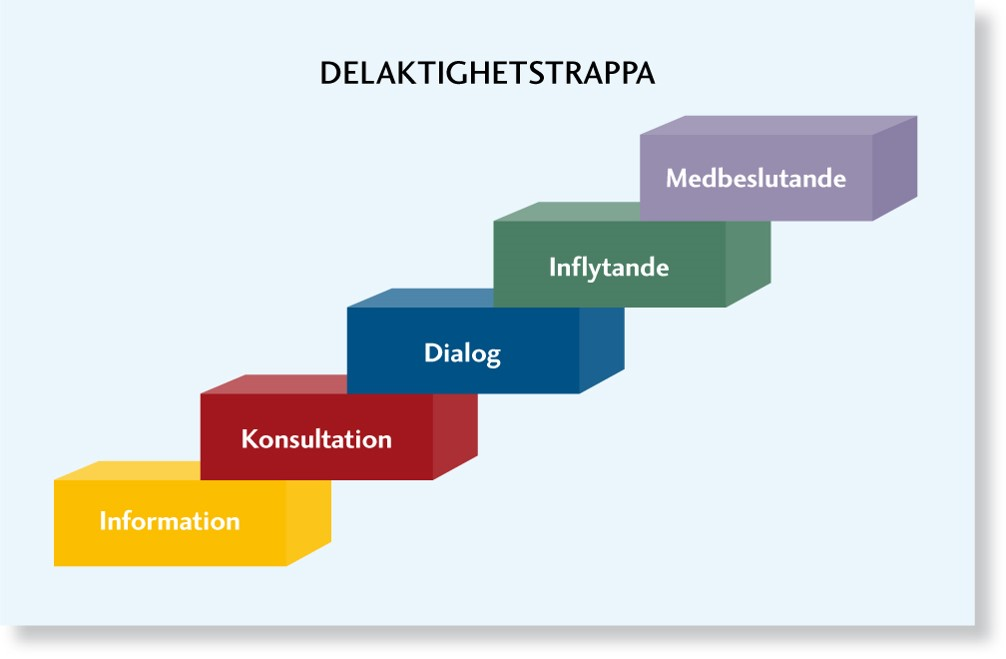 DELAKTIGHETSTRAPPA
Medbeslutande
Inflytande
Dialog
Konsultation
Information